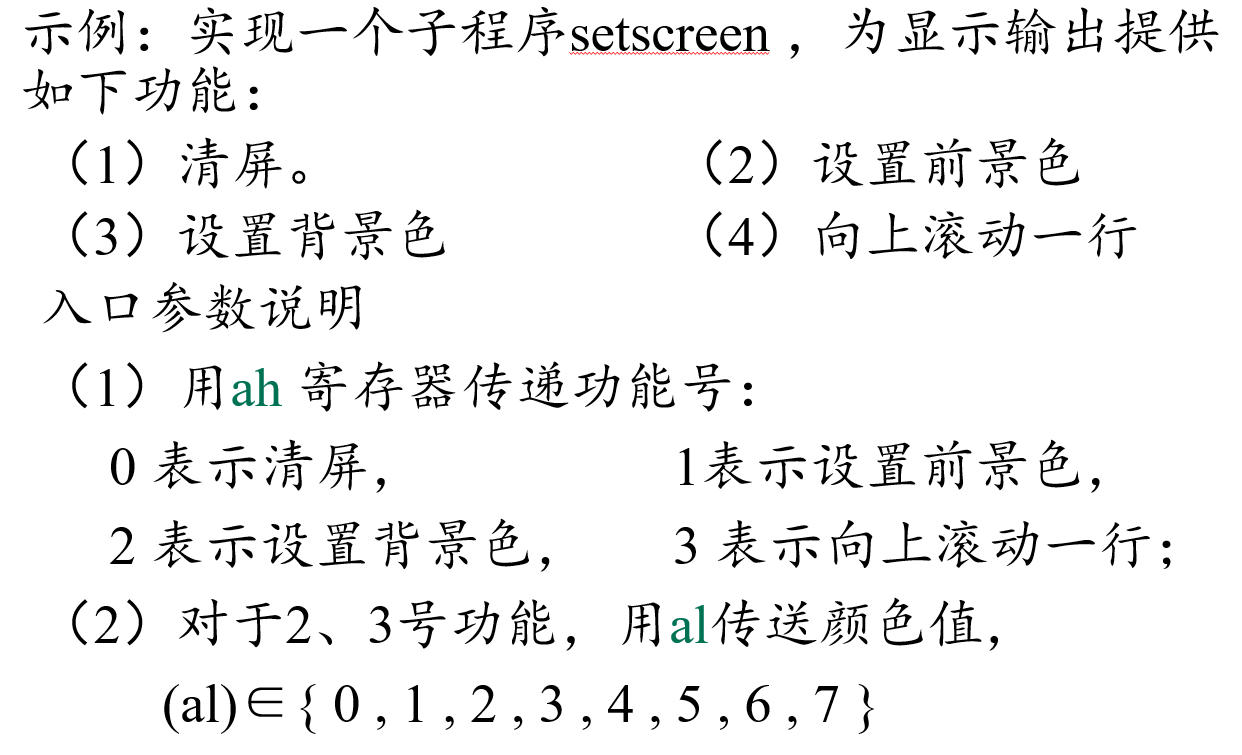 示例：实现一个子程序setscreen ，为显示输出提供
如下功能：
（1）清屏。 （2）设置前景色
（3）设置背景色 （4）向上滚动一行
入口参数说明
（1）用ah 寄存器传递功能号：
0 表示清屏， 1表示设置前景色，
2 表示设置背景色， 3 表示向上滚动一行；
（2）对于2、3号功能，用al传送颜色值，
(al)∈{ 0 , 1 , 2 , 3 , 4 , 5 , 6 , 7 }